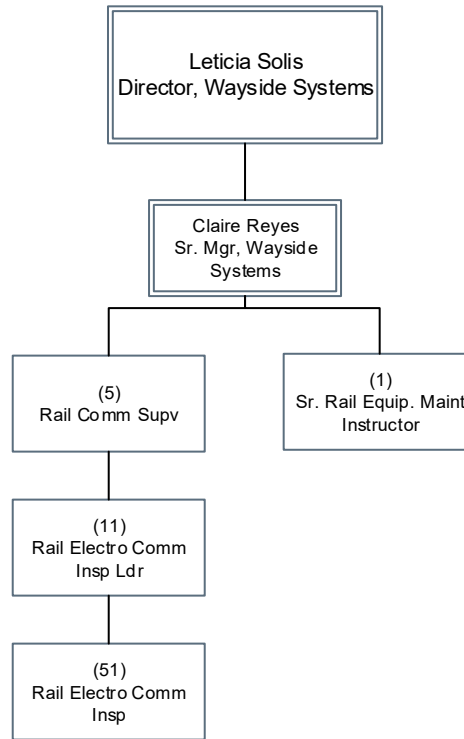 Leticia Solis
Director, Wayside Systems
Claire Reyes
Sr. Mgr, Wayside
Systems
(5)
Rail Comm Supv
(1)
Sr. Rail Equip. Maint
Instructor
(11)
Rail Electro Comm
Insp Ldr
(51)
Rail Electro Comm
Insp